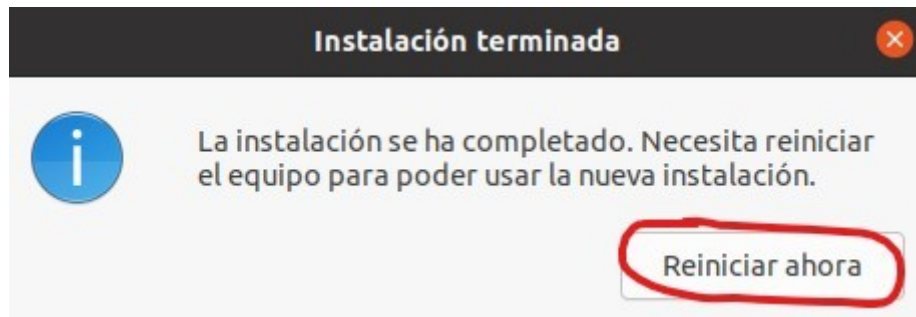 Instalación terminada
La instalación se ha completado. Necesita reiniciar
el equipo para poder usar la nueva instalación.
Reiniciar ahora